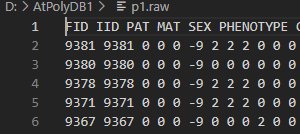 D: > AtPolyDB1 > p1.raw
1 FID IID PAT MAT SEX PHENOTYPE
2 9381 9381 0 0 0 -9 2 2 2 0 0 0
3 9380 9380 0 0 0 -9 0 0 0 0 0 0
4 9378 9378 0 0 0 -9 2 2 2 0 0 0
5 9371 9371 0 0 0 -9 2 2 2 0 0 0
6 9367 9367 0 0 0 -9 0 0 0 2 0 0